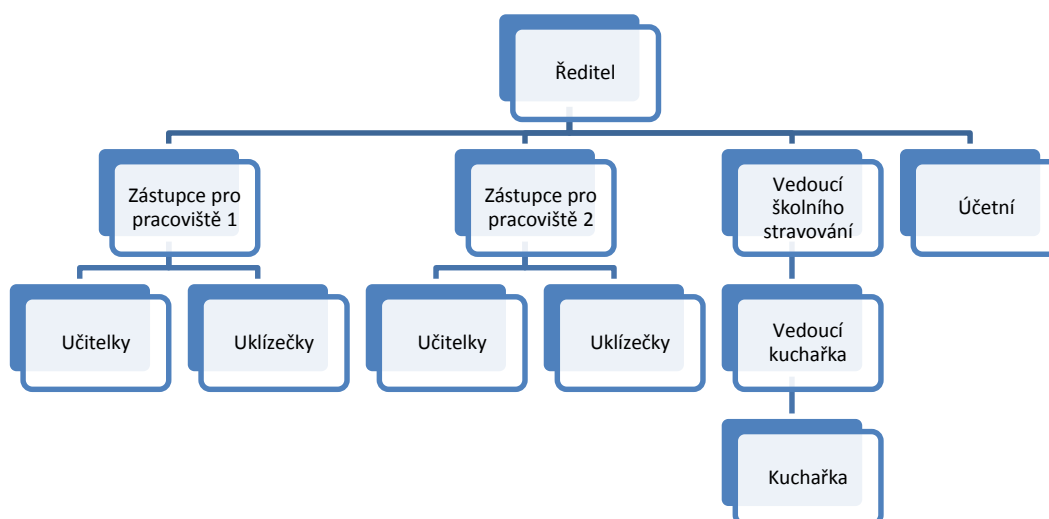 Ředitel
Zástupce pro
pracoviště 1
Zástupce pro
pracoviště 2
Vedoucí
školního
stravování
Účetní
Učitelky
Uklízečky
Učitelky
Uklízečky
Vedoucí
kuchařka
Kuchařka